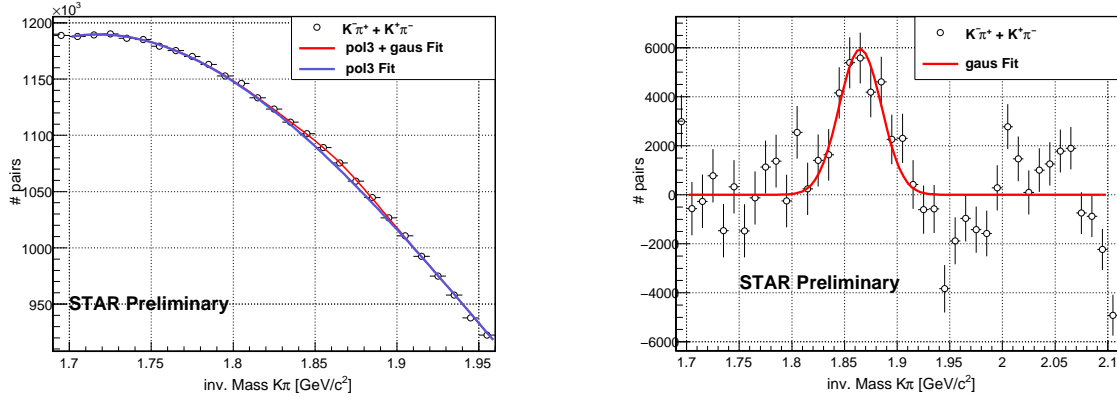 ×10³
1200
1150
1100
1050
1000
950
# pairs
K⁻π⁺ + K⁺π⁻
pol3 + gaus Fit
pol3 Fit
STAR Preliminary
1.7 1.75 1.8 1.85 1.9 1.95
inv. Mass Kπ [GeV/c²]
6000
4000
2000
0
−2000
−4000
−6000
# pairs
K⁻π⁺ + K⁺π⁻
gaus Fit
STAR Preliminary
1.7 1.75 1.8 1.85 1.9 1.95 2 2.05 2.1
inv. Mass Kπ [GeV/c²]